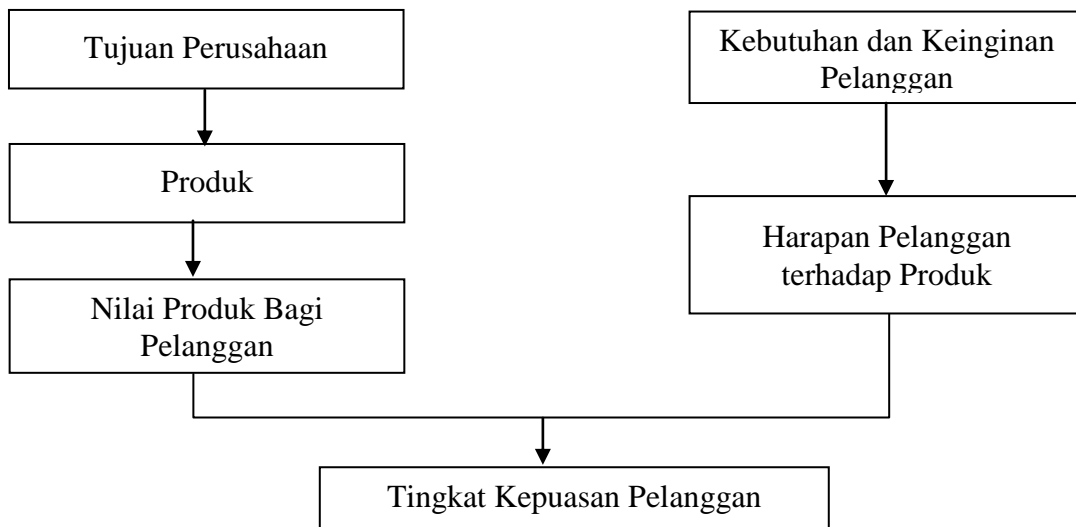 Tujuan Perusahaan
Kebutuhan dan Keinginan
Pelanggan
Produk
Harapan Pelanggan
terhadap Produk
Nilai Produk Bagi
Pelanggan
Tingkat Kepuasan Pelanggan